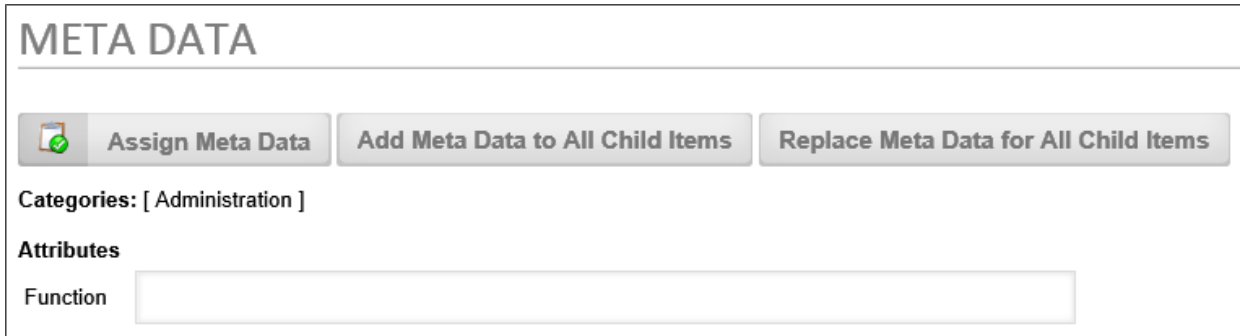 META DATA
Assign Meta Data Add Meta Data to All Child Items Replace Meta Data for All Child Items
Categories: [ Administration ]
Attributes
Function